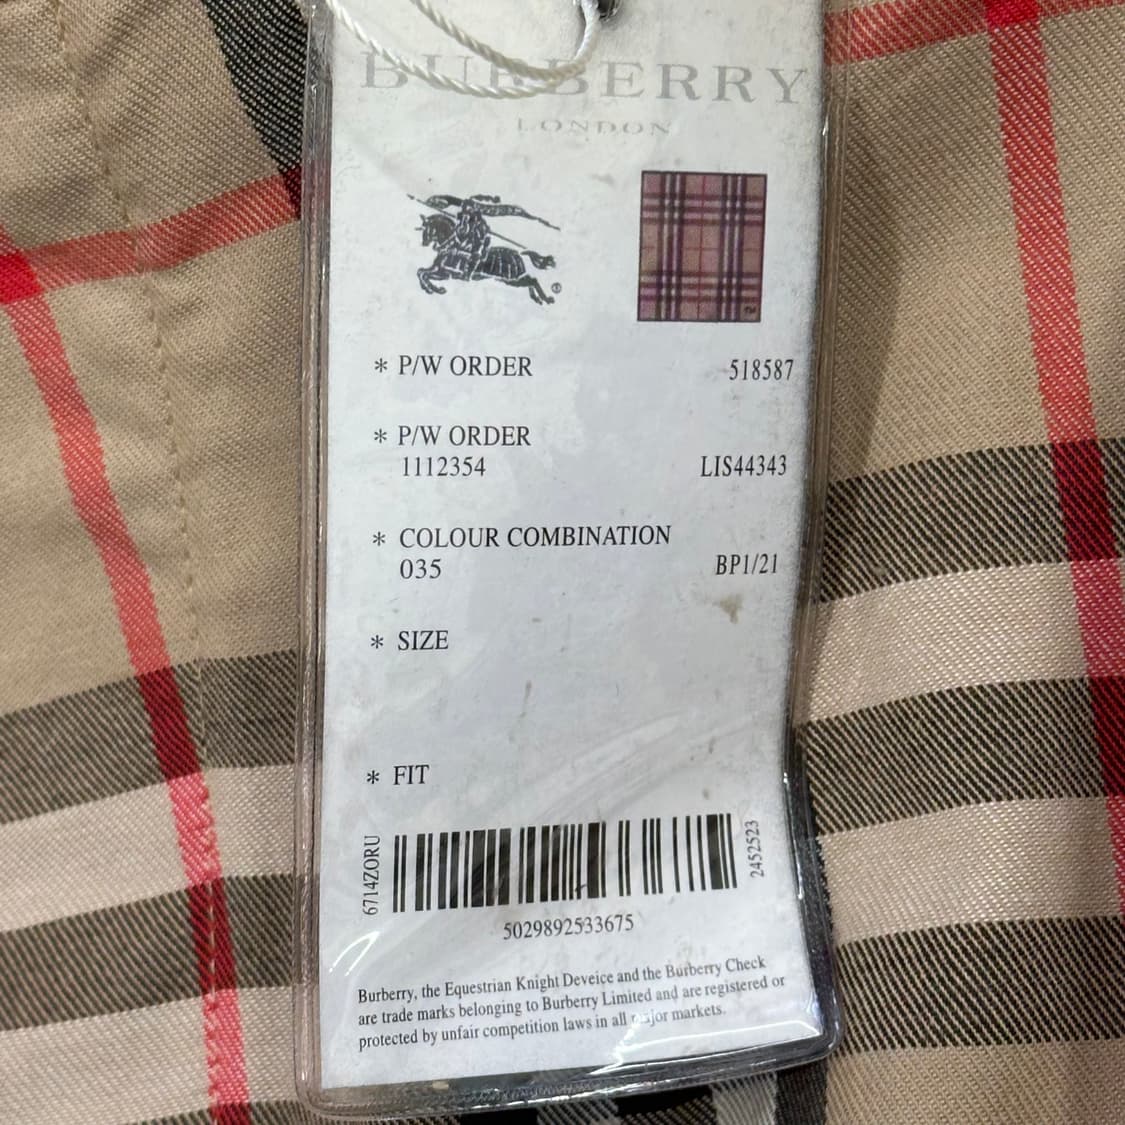 BURBERRY
LONDON
®
TM
* P/W ORDER 518587
* P/W ORDER
1112354 LIS44343
* COLOUR COMBINATION
035 BP1/21
* SIZE
* FIT
6714ZORU
2452523
5029892533675
Burberry, the Equestrian Knight Deveice and the Burberry Check
are trade marks belonging to Burberry Limited and are registered or
protected by unfair competition laws in all major markets.